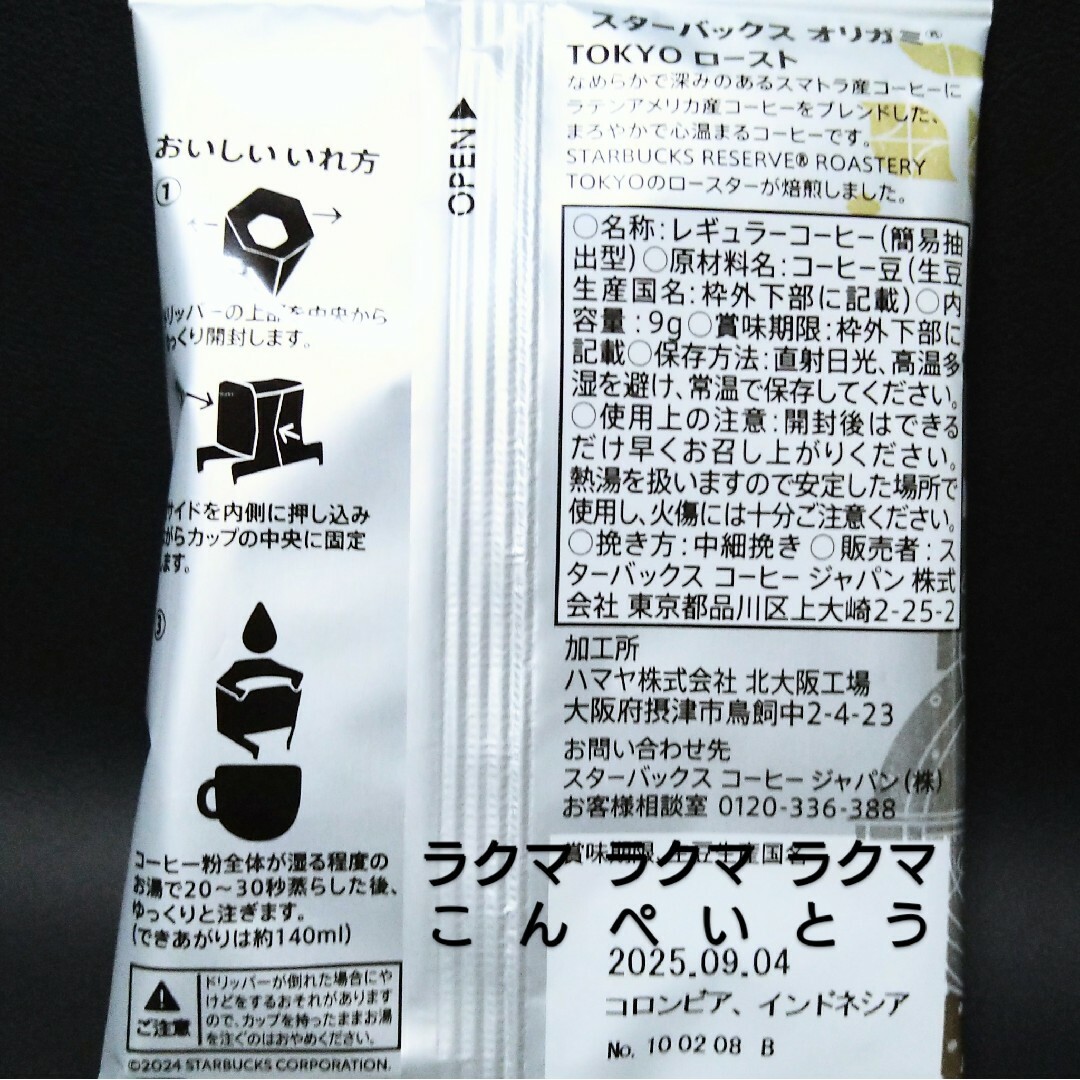 おいしいいれ方
①
リッパーの上部を中央から
っくり開封します。
サイドを内側に押し込み
がらカップの中央に固定
ます。
③
コーヒー粉全体が湿る程度の
お湯で20～30秒蒸らした後、
ゆっくりと注ぎます。
(できあがりは約140ml)
ご注意
ドリッパーが倒れた場合にや
けどをするおそれがあります
ので、カップを持ったままお湯
を注ぐのはおやめください。
©2024 STARBUCKS CORPORATION.
OPEN
スターバックス オリガミ®
TOKYO ロースト
なめらかで深みのあるスマトラ産コーヒーに
ラテンアメリカ産コーヒーをブレンドした、
まろやかで心温まるコーヒーです。
STARBUCKS RESERVE® ROASTERY
TOKYOのロースターが焙煎しました。
○名称:レギュラーコーヒー(簡易抽
出型)○原材料名:コーヒー豆(生豆
生産国名:枠外下部に記載)○内
容量:9g○賞味期限:枠外下部に
記載○保存方法:直射日光、高温多
湿を避け、常温で保存してください。
○使用上の注意:開封後はできる
だけ早くお召し上がりください。
熱湯を扱いますので安定した場所で
使用し、火傷には十分ご注意ください。
○挽き方:中細挽き ○販売者:ス
ターバックス コーヒー ジャパン 株式
会社 東京都品川区上大崎2-25-2
加工所
ハマヤ株式会社 北大阪工場
大阪府摂津市鳥飼中2-4-23
お問い合わせ先
スターバックス コーヒー ジャパン(株)
お客様相談室 0120-336-388
賞味期限、生豆生産国名
ラクマ ラクマ ラクマ
こんぺいとう
2025.09.04
コロンビア、インドネシア
No. 100208 B